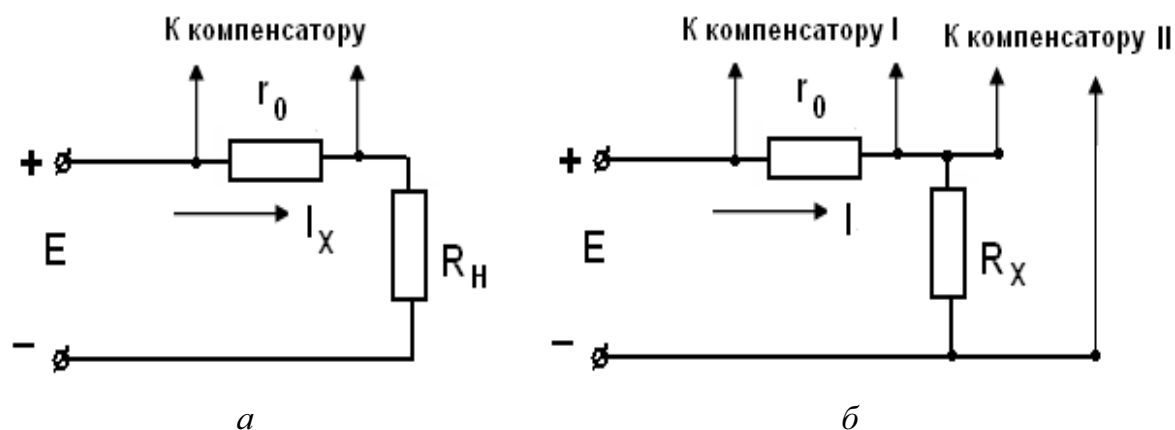 К компенсатору
r0
+
IX
E
RH
−
а
К компенсатору I
К компенсатору II
r0
+
I
E
RX
−
б